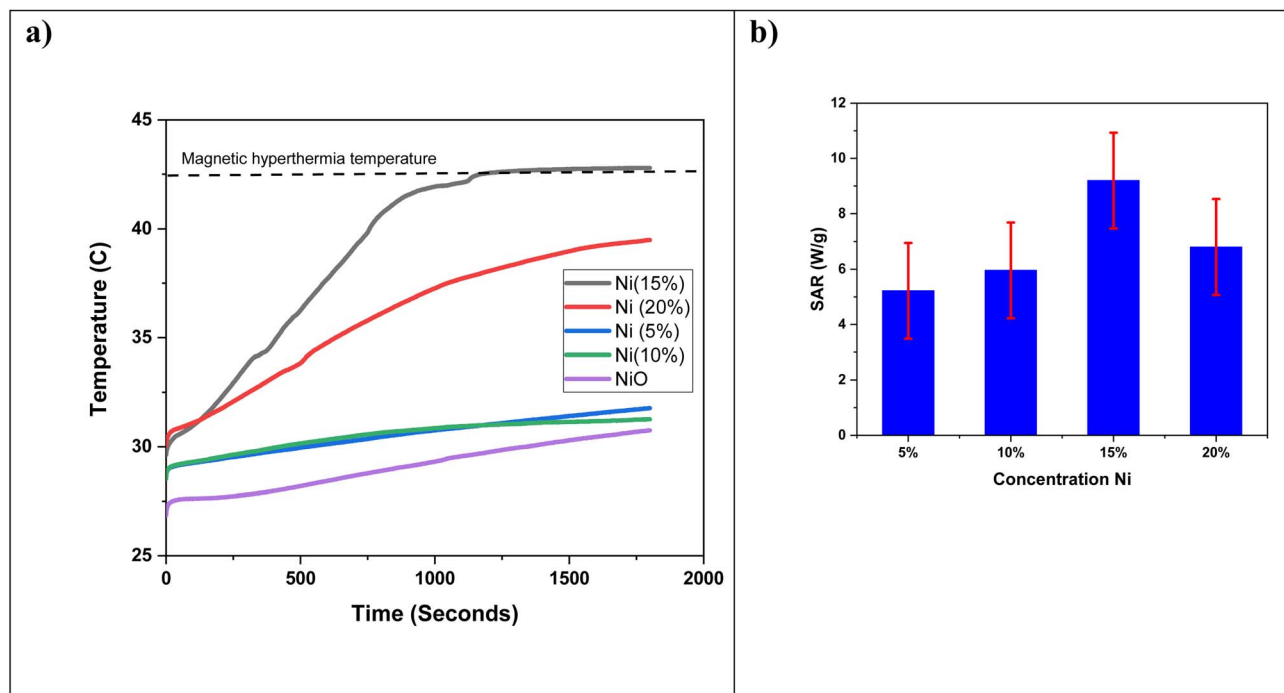 a)
45
40
35
30
25
Temperature (C)
Magnetic hyperthermia temperature
Ni(15%)
Ni (20%)
Ni (5%)
Ni(10%)
NiO
0
500
1000
1500
2000
Time (Seconds)
b)
12
10
8
6
4
2
0
SAR (W/g)
5%
10%
15%
20%
Concentration Ni